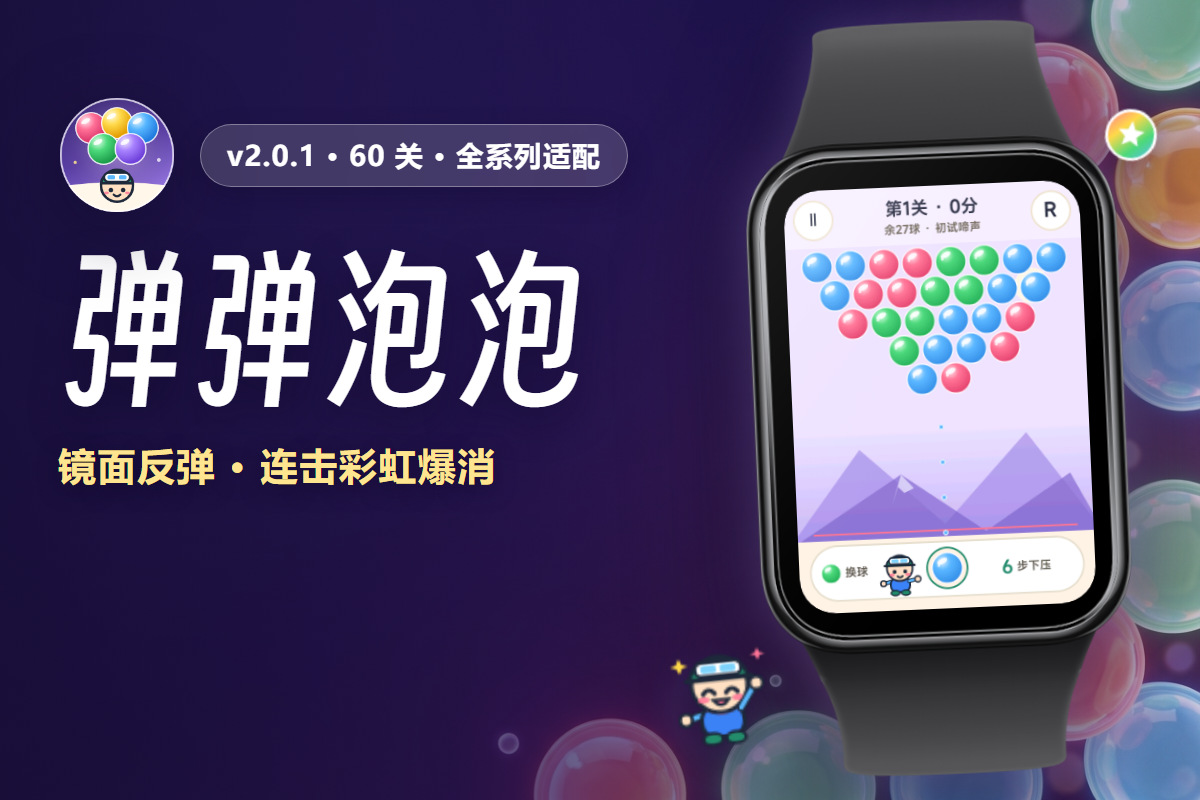 v2.0.1 • 60 关 • 全系列适配
弹弹泡泡
镜面反弹 • 连击彩虹爆消
II
第1关 · 0分
R
余27球 · 初试啼声
换球
6 步下压